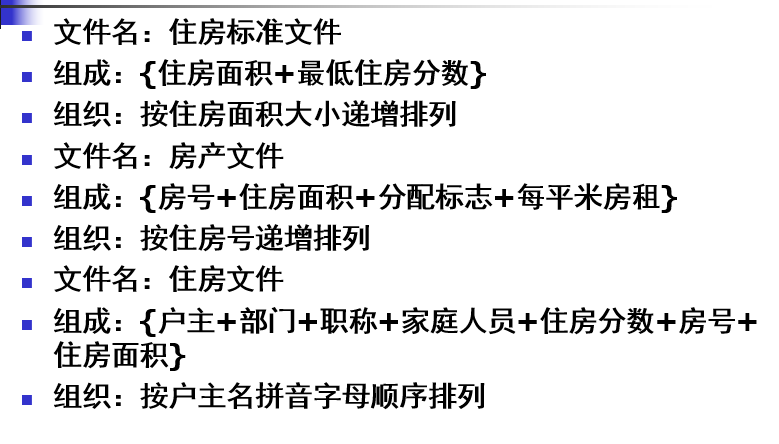 文件名：住房标准文件
组成：{住房面积+最低住房分数}
组织：按住房面积大小递增排列
文件名：房产文件
组成：{房号+住房面积+分配标志+每平米房租}
组织：按住房号递增排列
文件名：住房文件
组成：{户主+部门+职称+家庭人员+住房分数+房号+
住房面积}
组织：按户主名拼音字母顺序排列